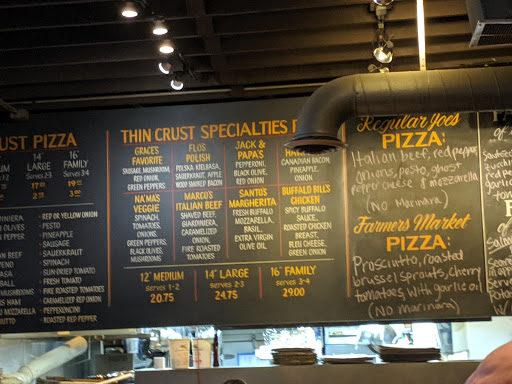 UST PIZZA
14" 16"
LARGE FAMILY
SERVES 2-3 SERVES 3-4
RED OR YELLOW ONION
PESTO
PINEAPPLE
SAUSAGE
SAUERKRAUT
SPINACH
SUN-DRIED TOMATO
FRESH TOMATO
FIRE ROASTED TOMATOES
CARAMELIZED RED ONION
PEPPERONCINI
ROASTED RED PEPPER
THIN CRUST SPECIALTIES
GRACE'S
FAVORITE
SAUSAGE, MUSHROOM,
RED ONION,
GREEN PEPPERS
FLO'S
POLISH
POLSKA KIELBASA,
SAUERKRAUT, APPLE
WOOD SMOKED BACON
JACK &
PAPA'S
PEPPERONI,
BLACK OLIVE,
RED ONION
CANADIAN BACON,
PINEAPPLE,
ONION
NA'MA'S
VEGGIE
SPINACH,
TOMATOES,
ONIONS,
GREEN PEPPERS,
BLACK OLIVES,
MUSHROOMS
MARCO'S
ITALIAN BEEF
SHAVED BEEF,
GIARDINIERA,
CARAMELIZED
ONION,
FIRE ROASTED
TOMATOES
SANTO'S
MARGHERITA
FRESH BUFFALO
MOZZARELLA,
BASIL,
EXTRA VIRGIN
OLIVE OIL
BUFFALO BILL'S
CHICKEN
SPICY BUFFALO
SAUCE,
ROASTED CHICKEN
BREAST,
BLEU CHEESE,
GREEN ONION
12" MEDIUM
SERVES 1-2
20.75
14" LARGE
SERVES 2-3
24.75
16" FAMILY
SERVES 3-4
29.00
Regular Joe's
PIZZA:
Italian beef, red pepper
onions, pesto, ghost
pepper cheese & mozzarella
(NO Marinara)
Farmers Market
PIZZA:
Prosciutto, roasted
brussel sprouts, cherry
tomatoes, with garlic oil
(NO marinara)